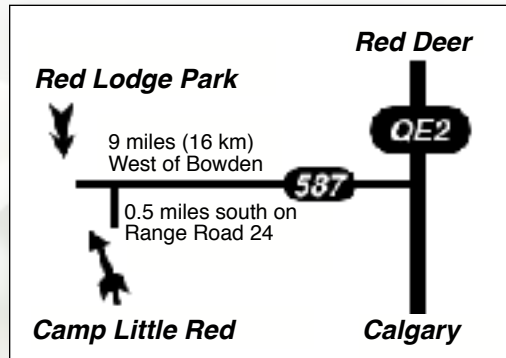 Red Deer
Red Lodge Park
QE2
9 miles (16 km)
West of Bowden
587
0.5 miles south on
Range Road 24
Camp Little Red
Calgary